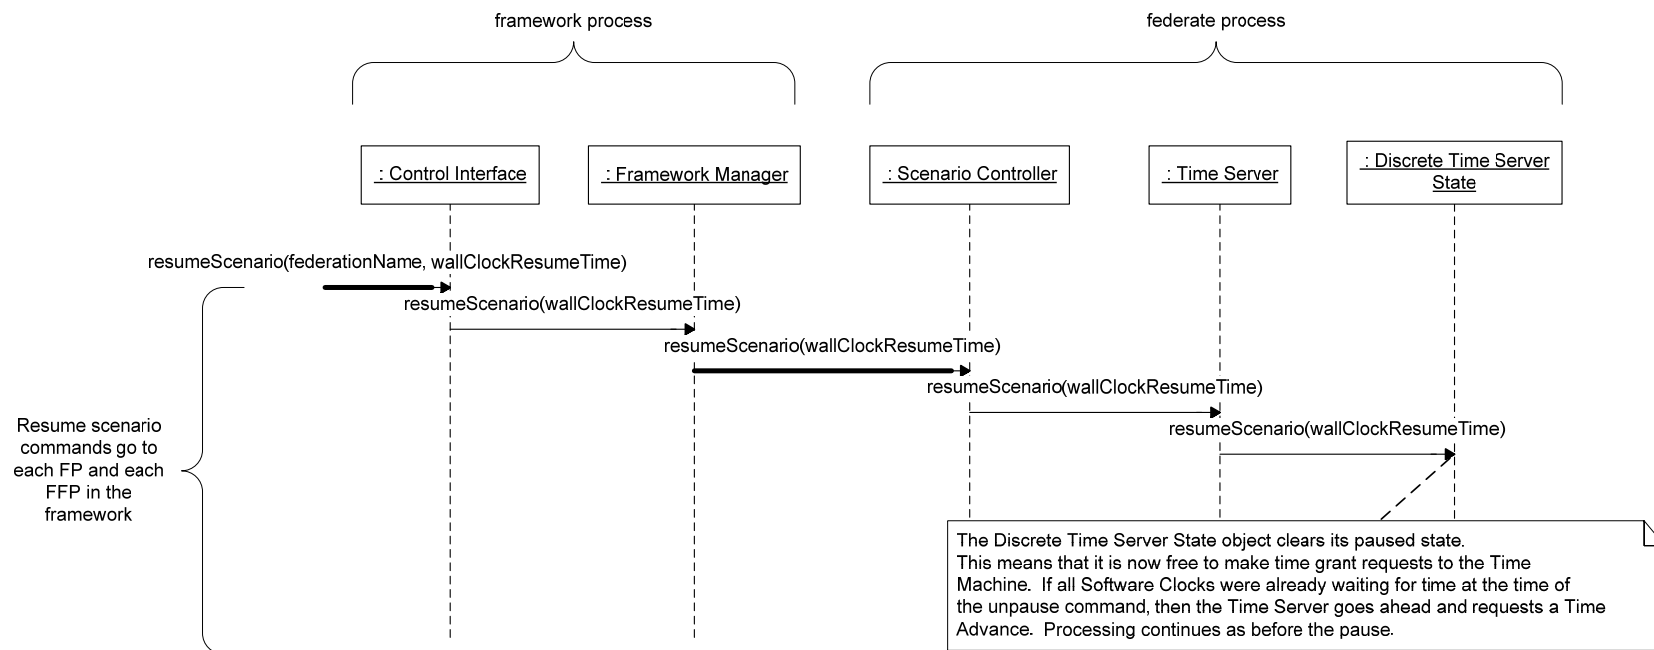 framework process
federate process
: Control Interface
: Framework Manager
: Scenario Controller
: Time Server
: Discrete Time Server
State
resumeScenario(federationName, wallClockResumeTime)
resumeScenario(wallClockResumeTime)
resumeScenario(wallClockResumeTime)
resumeScenario(wallClockResumeTime)
resumeScenario(wallClockResumeTime)
Resume scenario
commands go to
each FP and each
FFP in the
framework
The Discrete Time Server State object clears its paused state.
This means that it is now free to make time grant requests to the Time
Machine. If all Software Clocks were already waiting for time at the time of
the unpause command, then the Time Server goes ahead and requests a Time
Advance. Processing continues as before the pause.